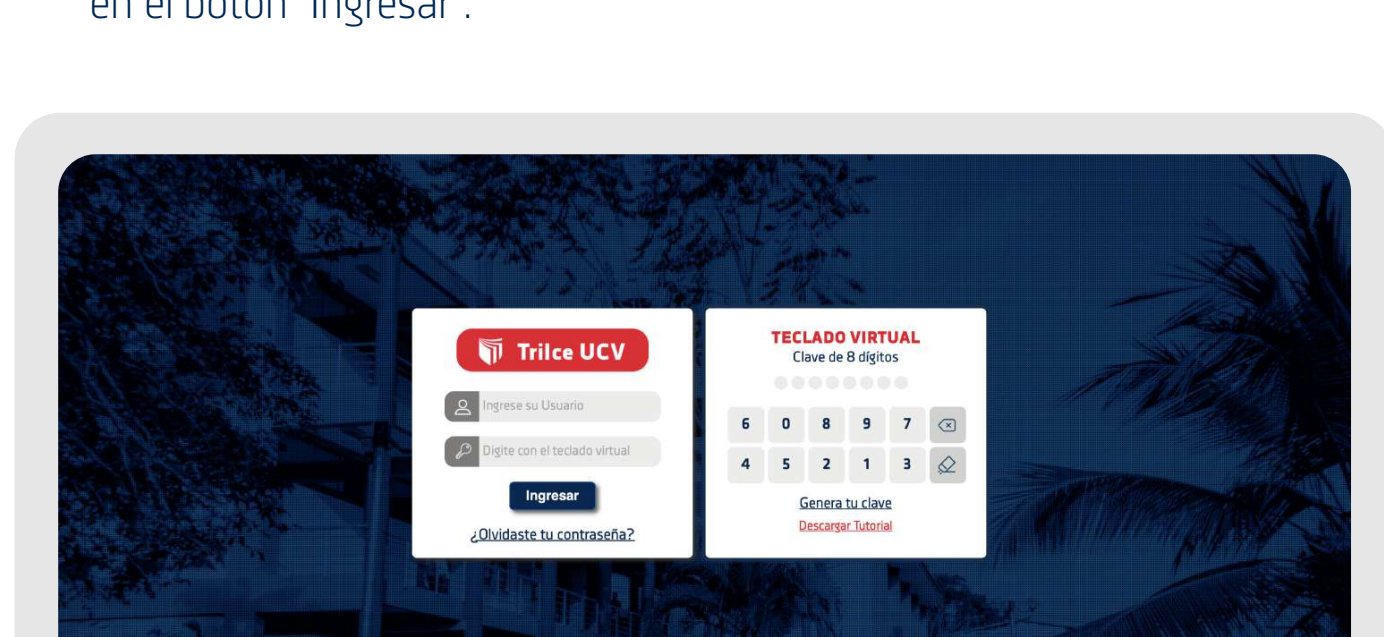 en el botón "Ingresar".
Trilce UCV
Ingrese su Usuario
Digite con el teclado virtual
Ingresar
¿Olvidaste tu contraseña?
TECLADO VIRTUAL
Clave de 8 dígitos
6 0 8 9 7
4 5 2 1 3
Genera tu clave
Descargar Tutorial